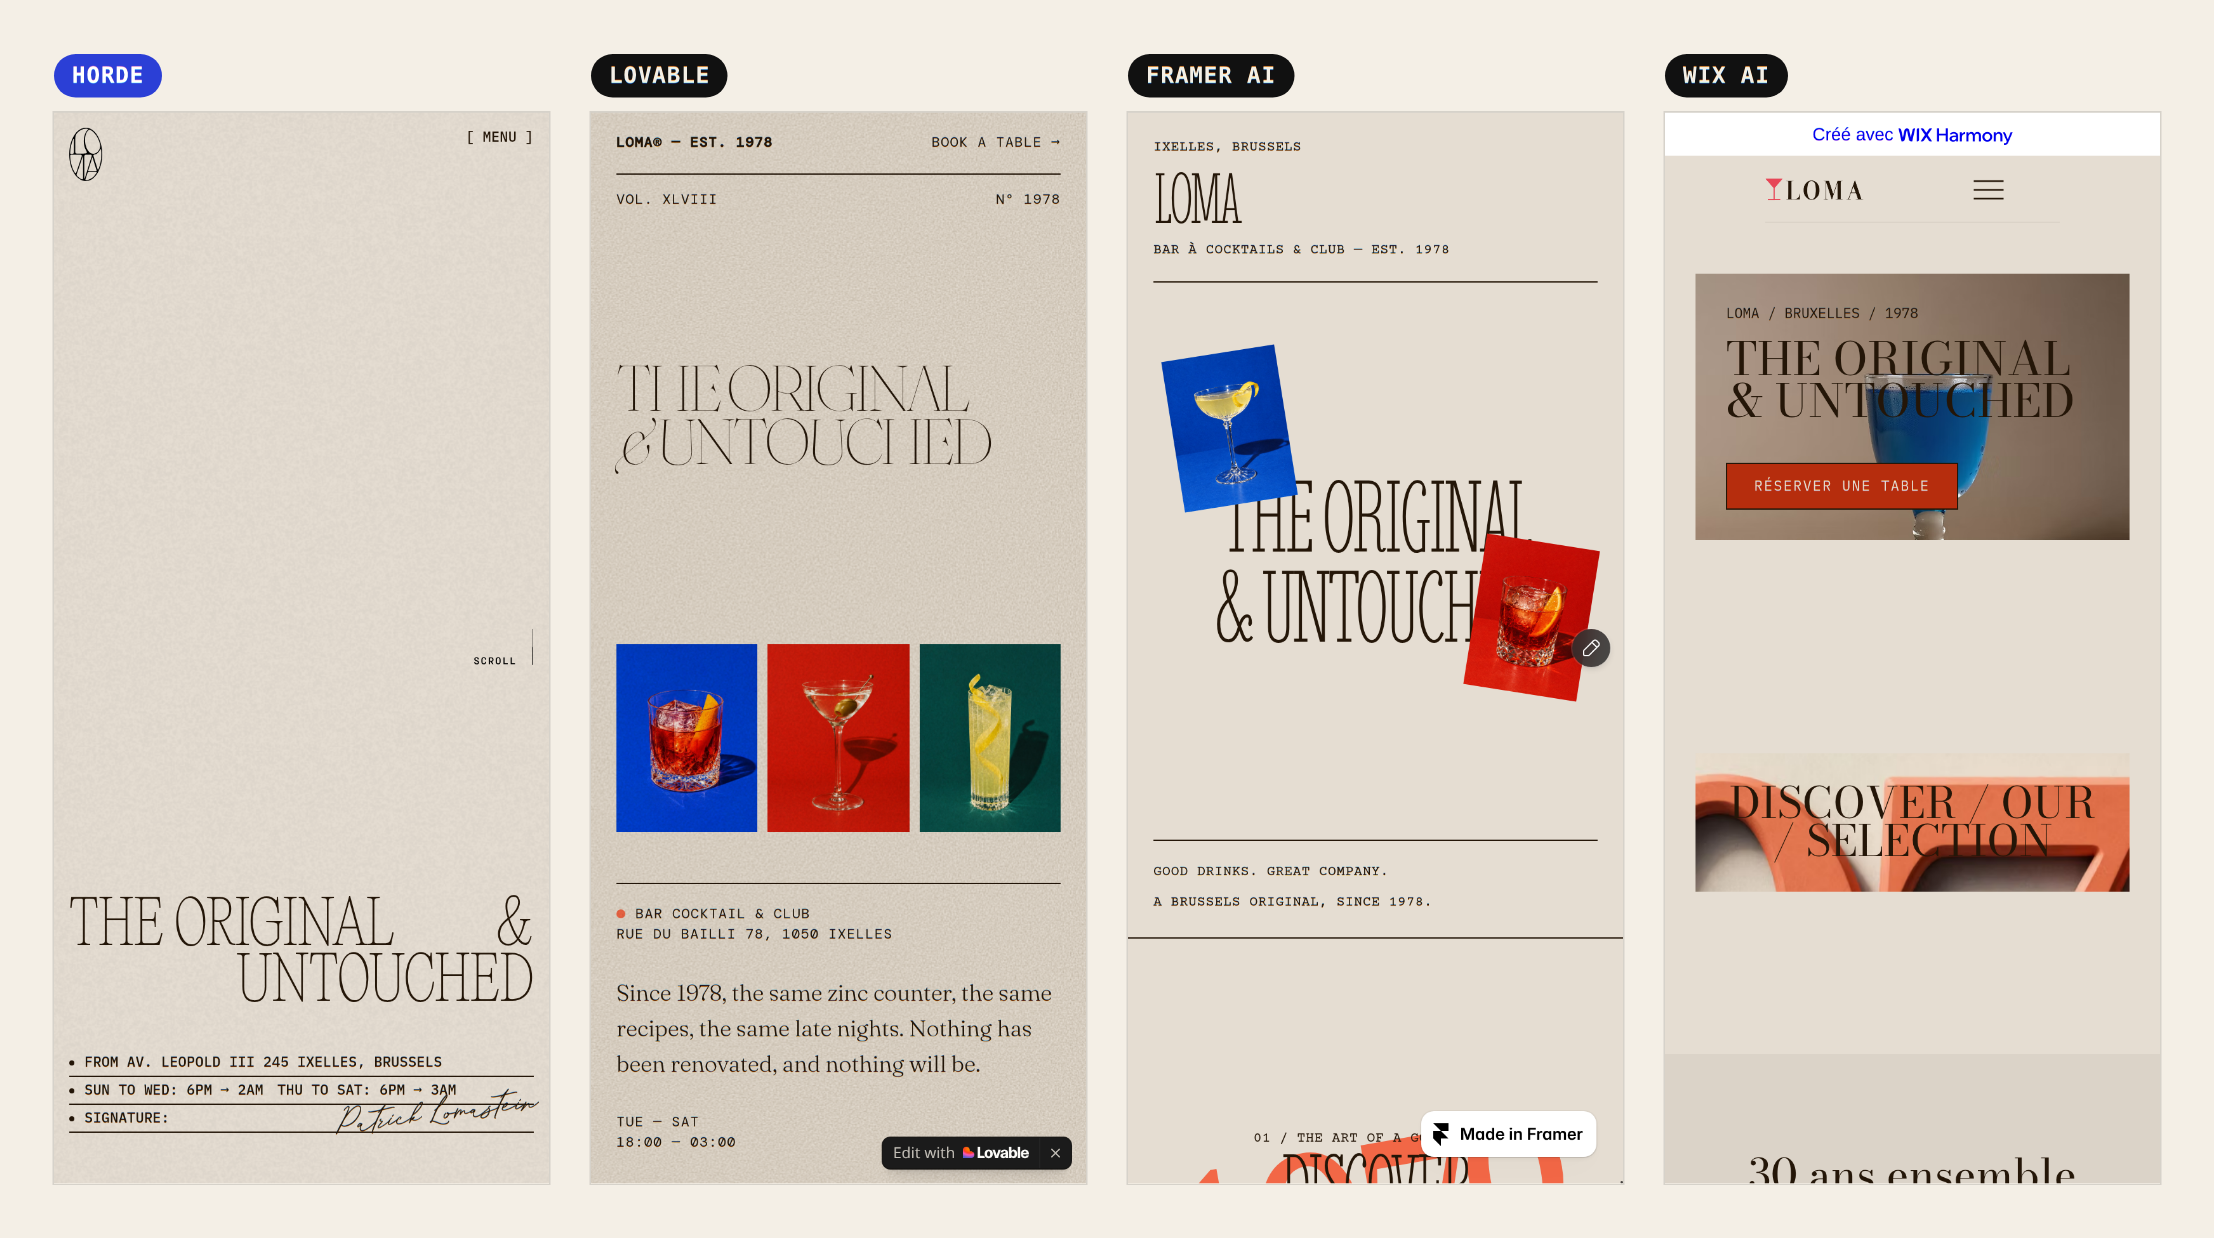 HORDE
LOMA
[ MENU ]
SCROLL
THE ORIGINAL &
UNTOUCHED
• FROM AV. LEOPOLD III 245 IXELLES, BRUSSELS
• SUN TO WED: 6PM → 2AM THU TO SAT: 6PM → 3AM
• SIGNATURE: Patrick Lomastein
LOVABLE
LOMA® — EST. 1978
BOOK A TABLE →
VOL. XLVIII
N° 1978
THE ORIGINAL
& UNTOUCHED
BAR COCKTAIL & CLUB
RUE DU BAILLI 78, 1050 IXELLES
Since 1978, the same zinc counter, the same
recipes, the same late nights. Nothing has
been renovated, and nothing will be.
TUE — SAT
18:00 — 03:00
Edit with Lovable ×
FRAMER AI
IXELLES, BRUSSELS
LOMA
BAR À COCKTAILS & CLUB — EST. 1978
THE ORIGINAL
& UNTOUCH
GOOD DRINKS. GREAT COMPANY.
A BRUSSELS ORIGINAL, SINCE 1978.
01 / THE ART OF A G
DISCOVER
Made in Framer
WIX AI
Créé avec WIX Harmony
LOMA
LOMA / BRUXELLES / 1978
THE ORIGINAL
& UNTOUCHED
RÉSERVER UNE TABLE
DISCOVER / OUR
/ SELECTION
30 ans ensemble